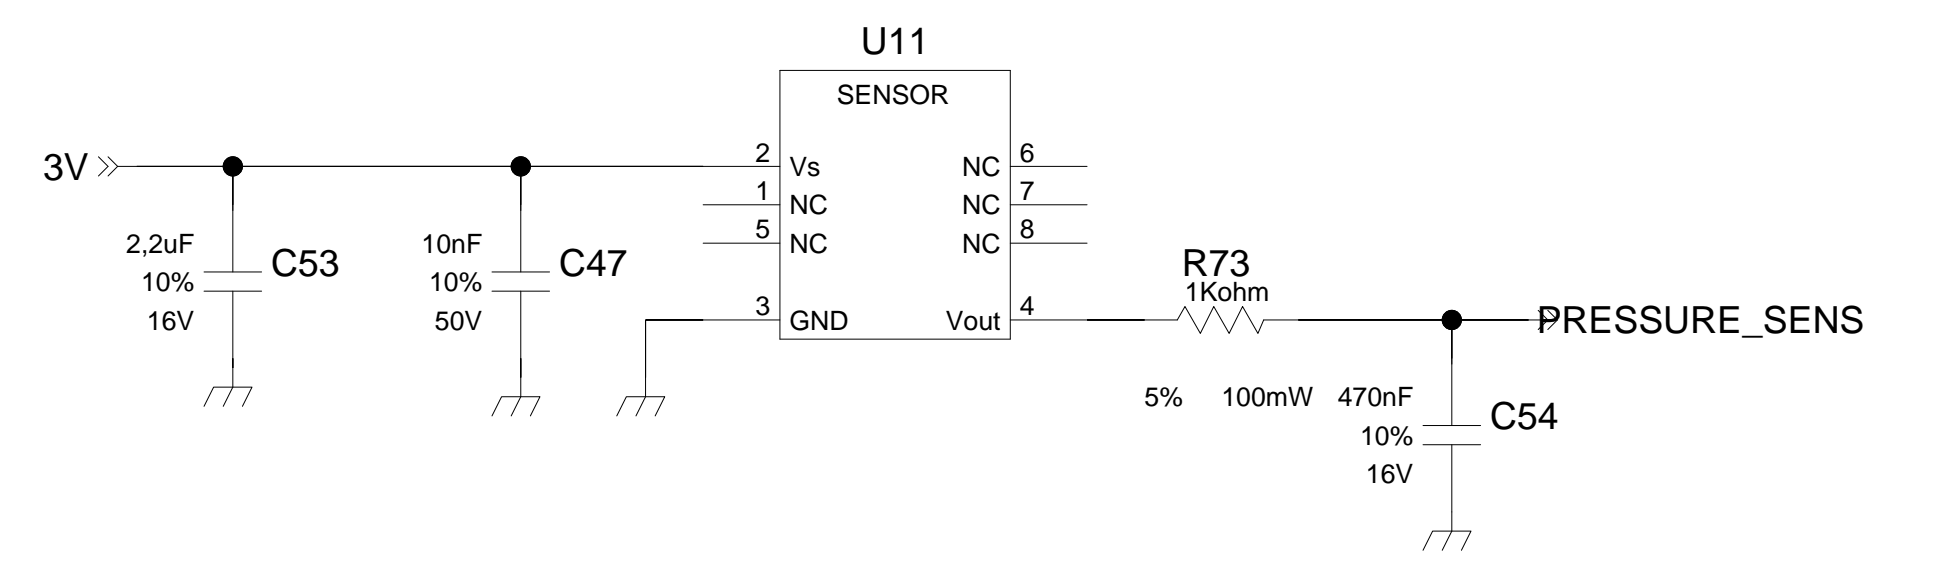 U11
SENSOR
3V
2 Vs
NC 6
1 NC
NC 7
5 NC
NC 8
2,2uF
10%
16V
C53
10nF
10%
50V
C47
3 GND
Vout 4
R73
1Kohm
5% 100mW
PRESSURE_SENS
470nF
10%
16V
C54